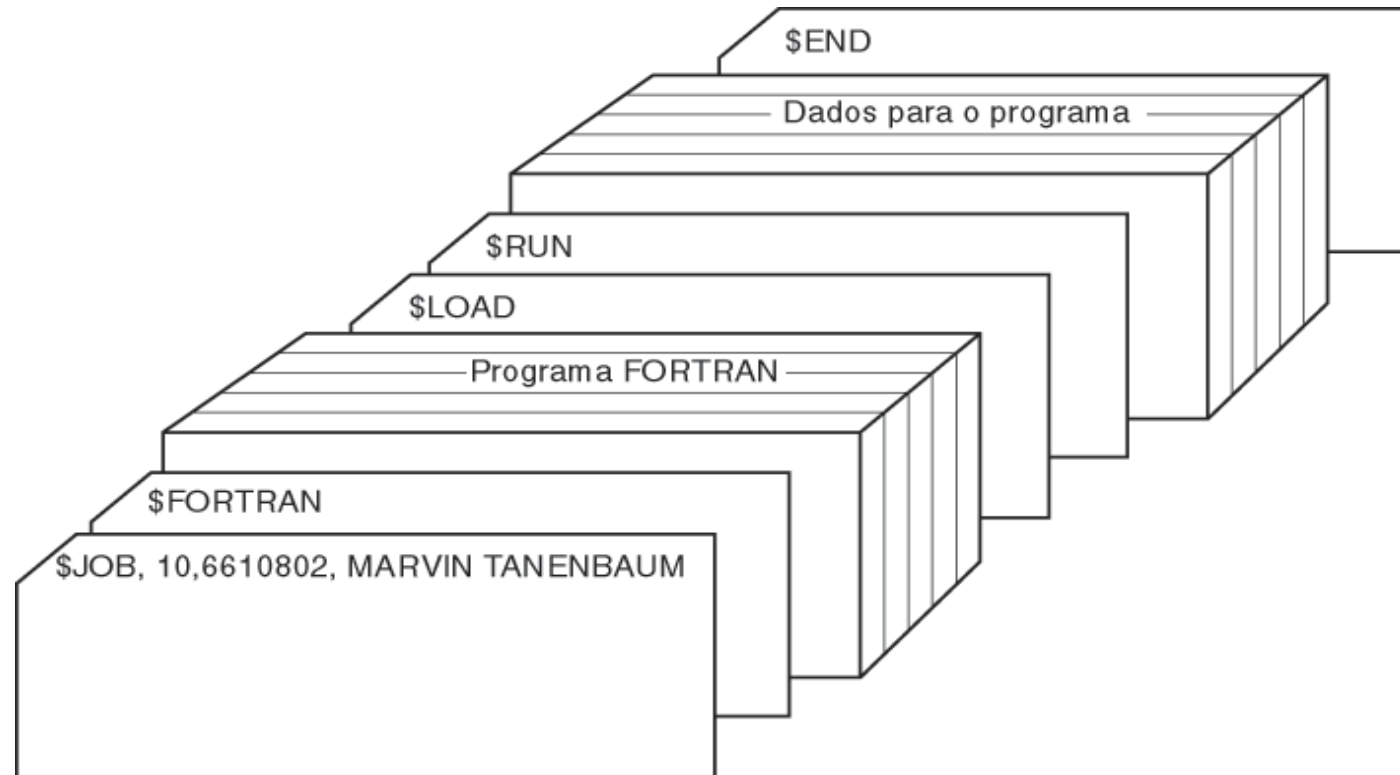 $END
Dados para o programa
$RUN
$LOAD
Programa FORTRAN
$FORTRAN
$JOB, 10,6610802, MARVIN TANENBAUM